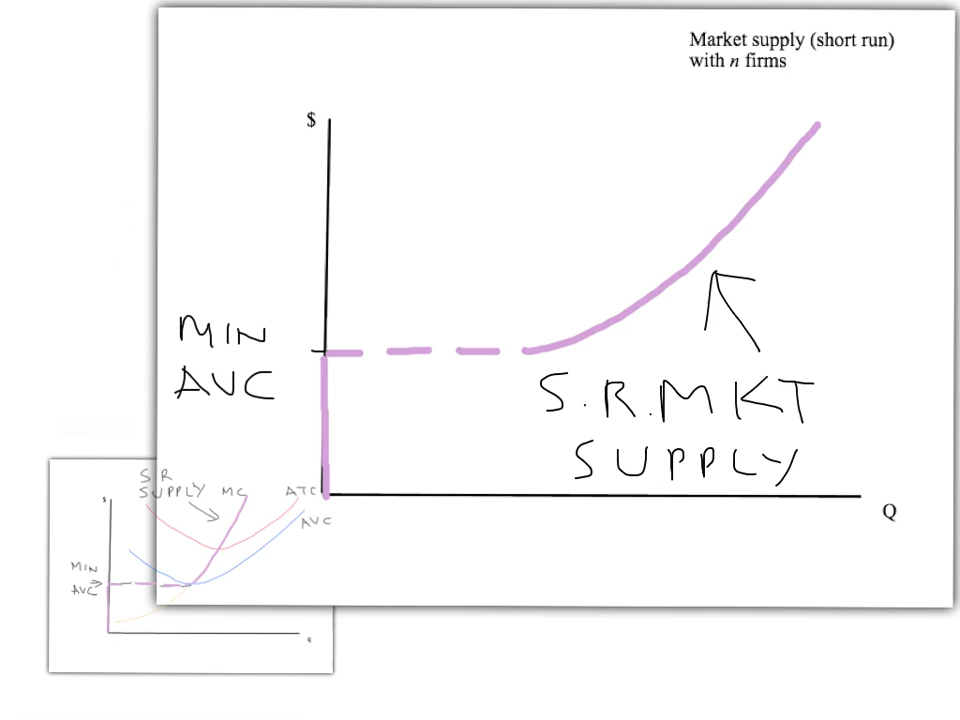 Market supply (short run)
with n firms
$
MIN
AVC
S.R.MKT
SUPPLY
Q
S R
SUPPLY MC ATC
$
AVC
MIN
AVC
q